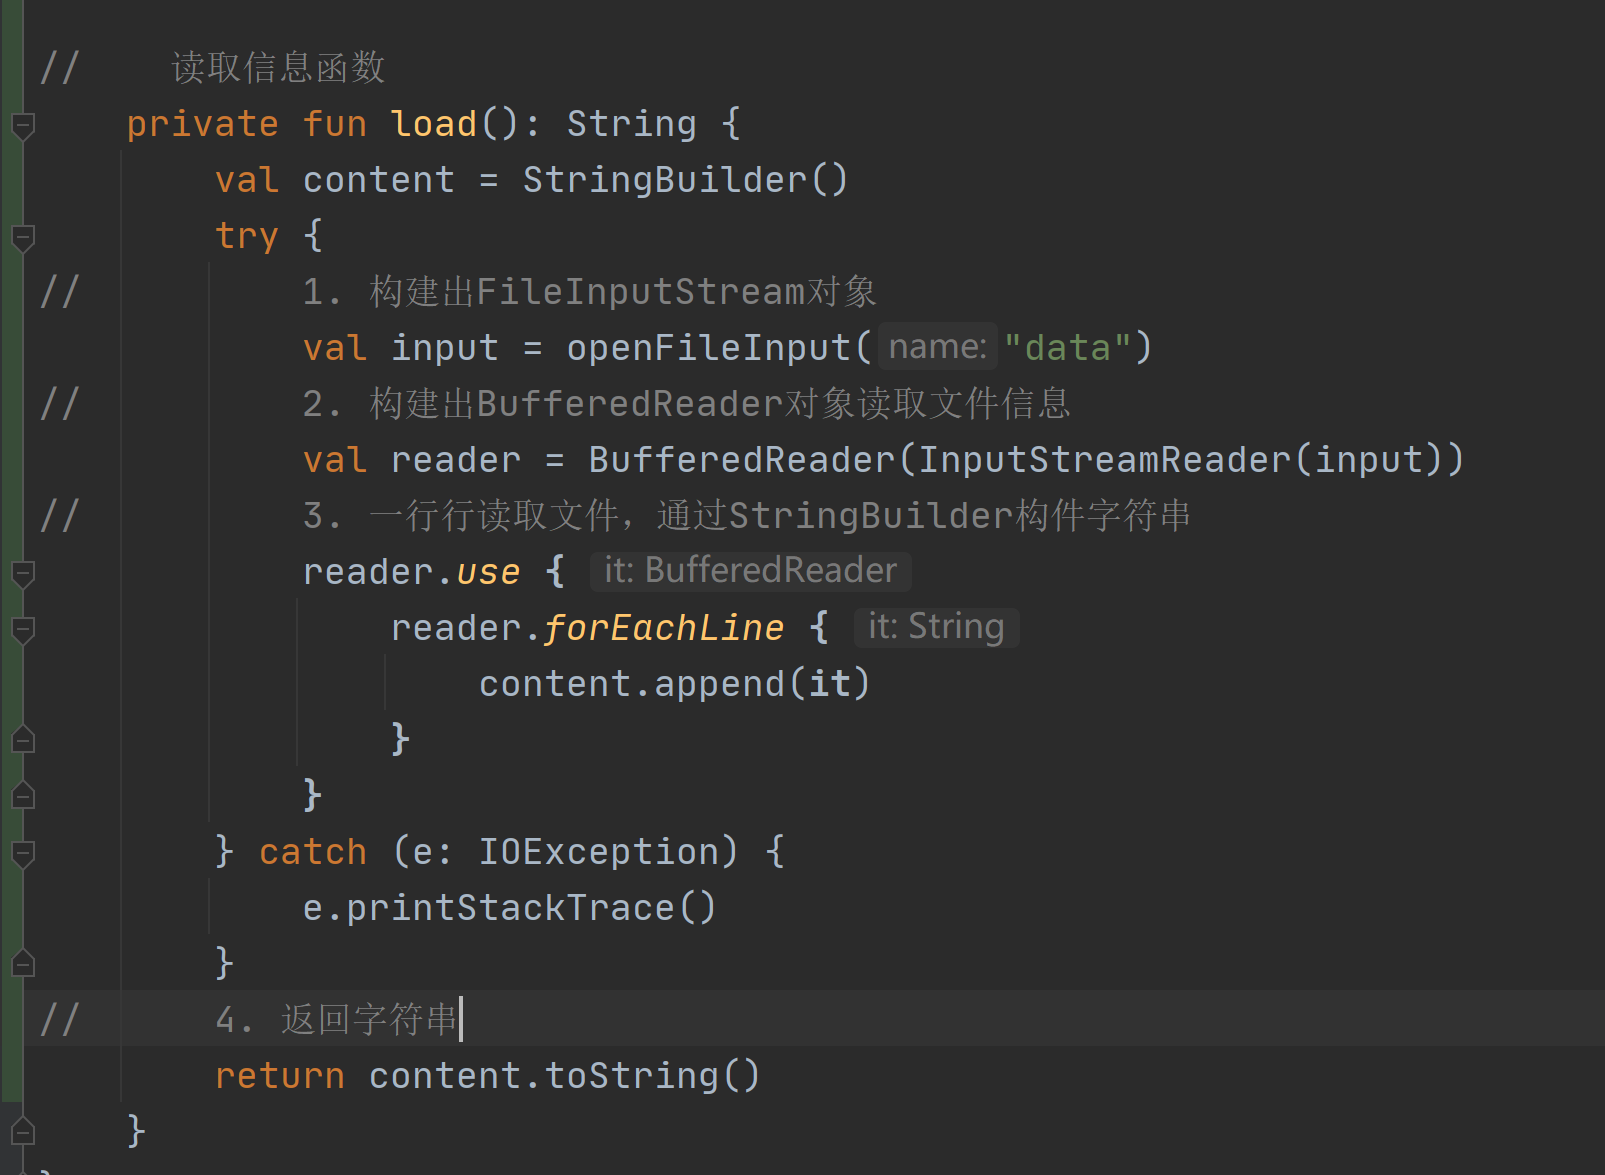 //    读取信息函数
    private fun load(): String {
        val content = StringBuilder()
        try {
//          1. 构建出FileInputStream对象
            val input = openFileInput( name: "data")
//          2. 构建出BufferedReader对象读取文件信息
            val reader = BufferedReader(InputStreamReader(input))
//          3. 一行行读取文件，通过StringBuilder构件字符串
            reader.use { it: BufferedReader
                reader.forEachLine { it: String
                    content.append(it)
                }
            }
        } catch (e: IOException) {
            e.printStackTrace()
        }
//      4. 返回字符串
        return content.toString()
    }